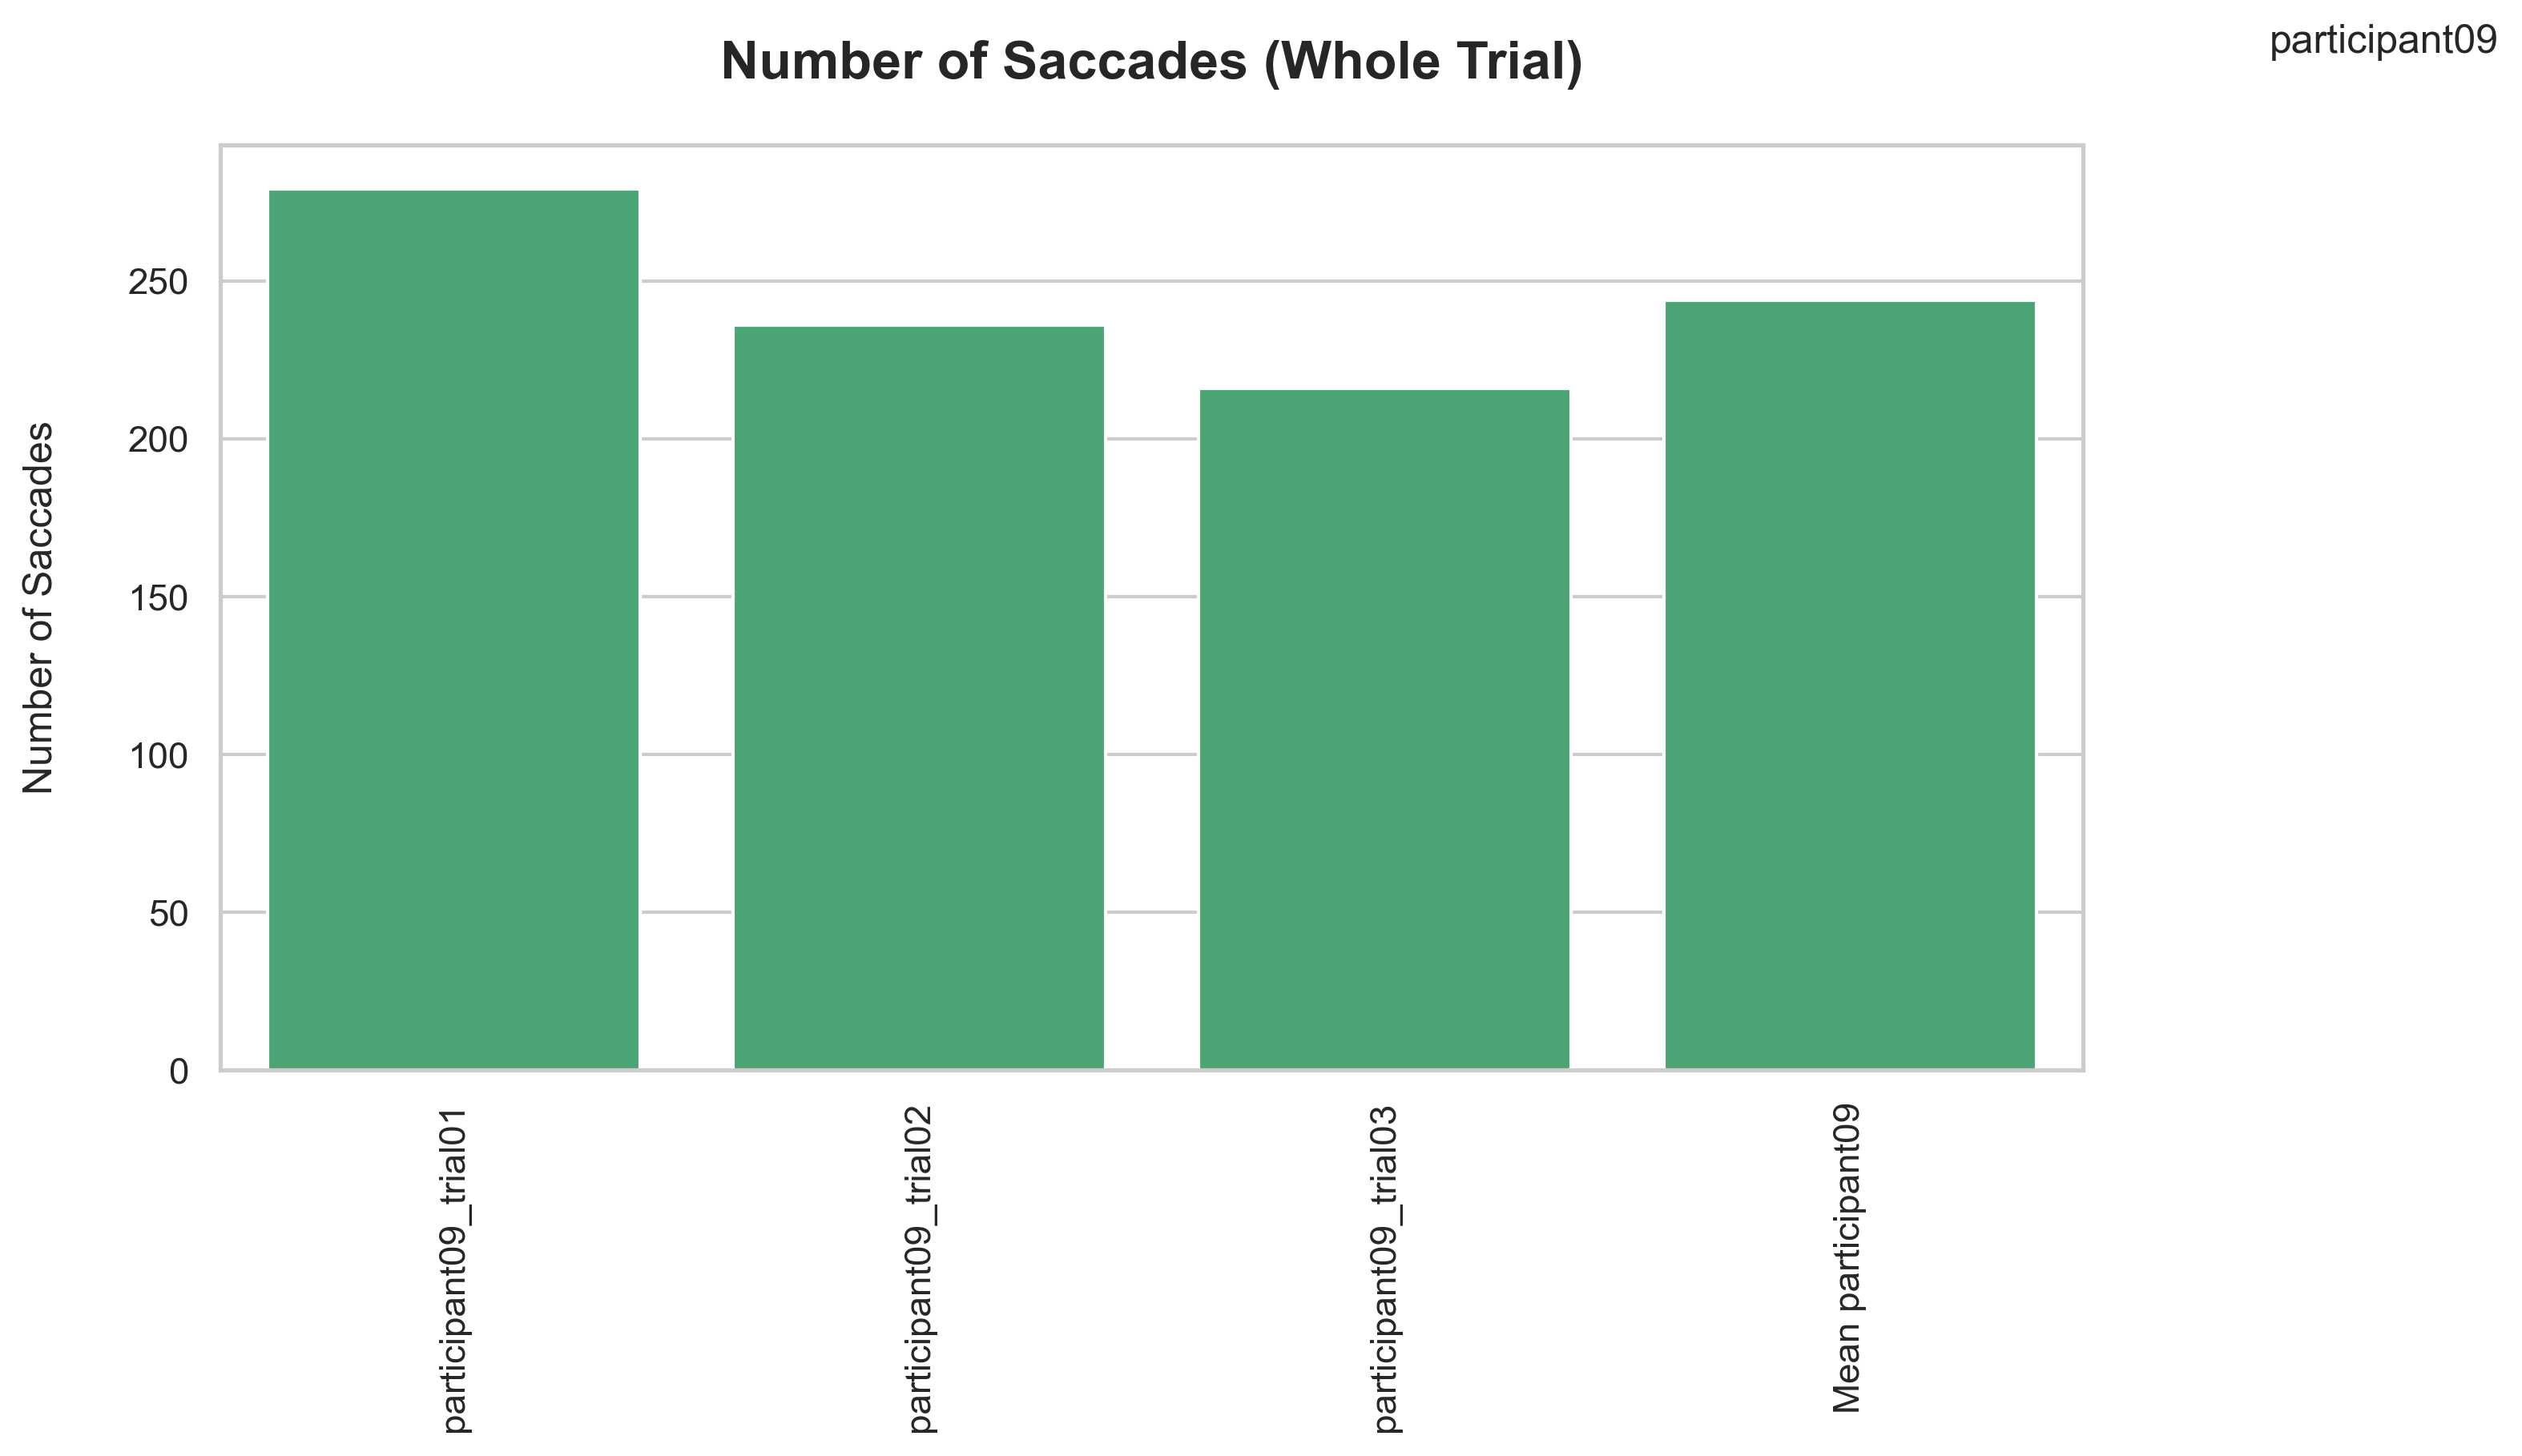 participant09
Number of Saccades (Whole Trial)
Number of Saccades
250
200
150
100
50
0
participant09_trial01
participant09_trial02
participant09_trial03
Mean participant09